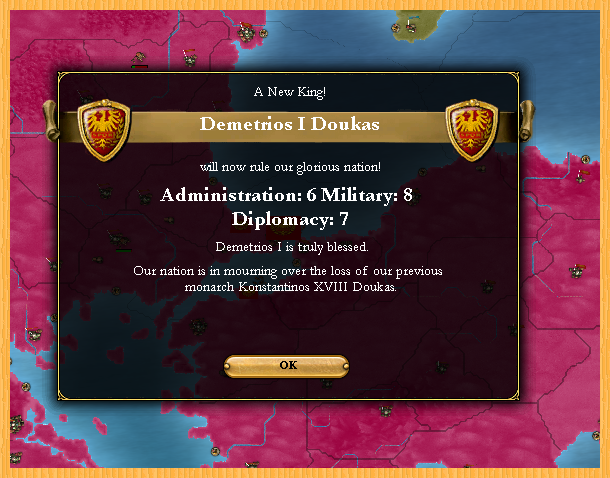 A New King!
Demetrios I Doukas
will now rule our glorious nation!
Administration: 6 Military: 8
Diplomacy: 7
Demetrios I is truly blessed.
Our nation is in mourning over the loss of our previous
monarch Konstantinos XVIII Doukas.
OK